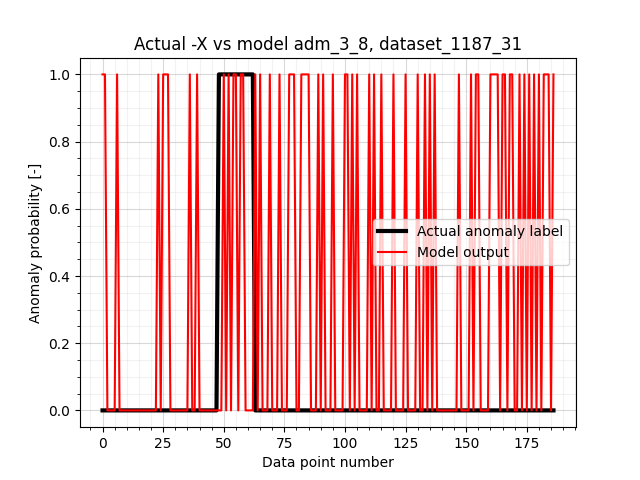 Actual -X vs model adm_3_8, dataset_1187_31
1.0
0.8
0.6
0.4
0.2
0.0
Anomaly probability [-]
Actual anomaly label
Model output
0 25 50 75 100 125 150 175
Data point number